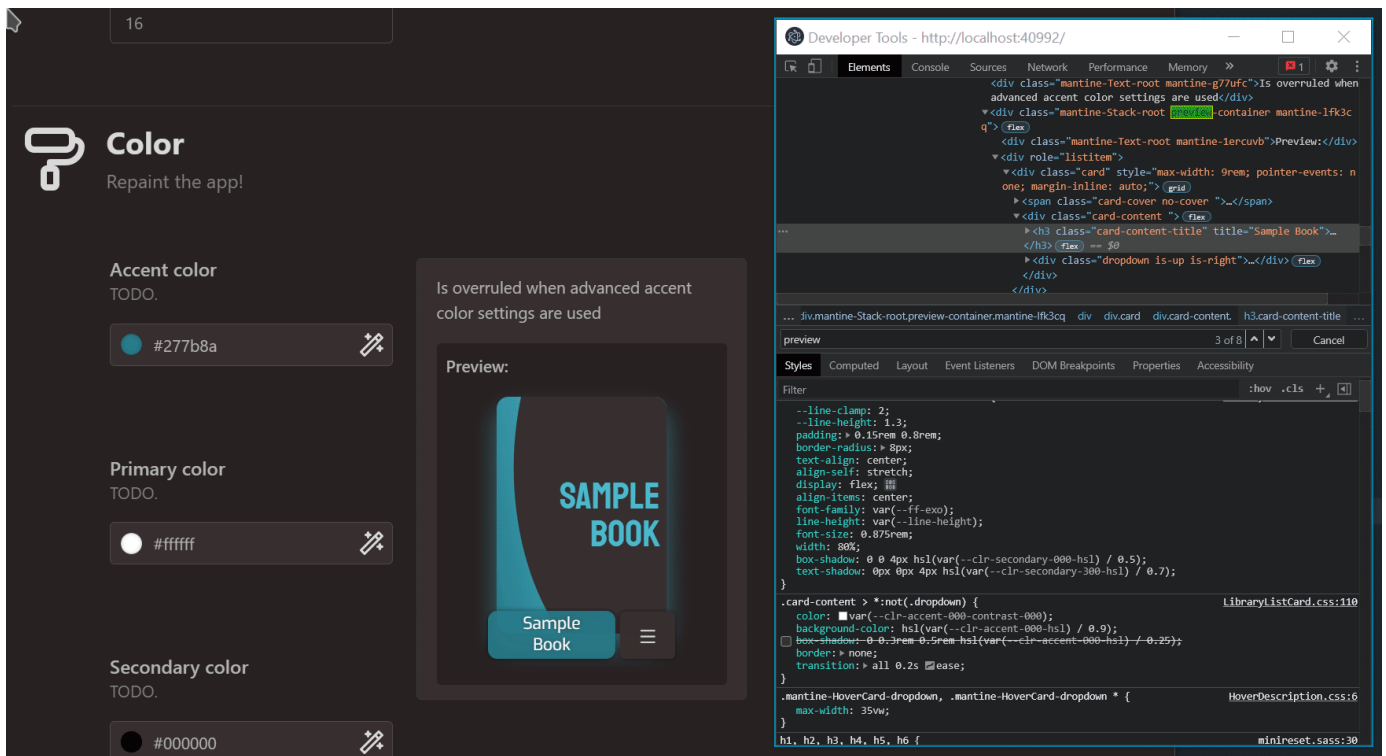 16
Color
Repaint the app!
Accent color
TODO.
#277b8a
Primary color
TODO.
#ffffff
Secondary color
TODO.
#000000
Is overruled when advanced accent
color settings are used
Preview:
SAMPLE
BOOK
Sample
Book
Developer Tools - http://localhost:40992/
Elements Console Sources Network Performance Memory » 1
<div class="mantine-Text-root mantine-g77ufc">Is overruled when
advanced accent color settings are used</div>
<div class="mantine-Stack-root preview-container mantine-lfk3c
q"> flex
<div class="mantine-Text-root mantine-1ercuvb">Preview:</div>
<div role="listitem">
<div class="card" style="max-width: 9rem; pointer-events: n
one; margin-inline: auto;"> grid
<span class="card-cover no-cover ">…</span>
<div class="card-content "> flex
<h3 class="card-content-title" title="Sample Book">…
</h3> flex == $0
<div class="dropdown is-up is-right">…</div> flex
</div>
</div>
... div.mantine-Stack-root.preview-container.mantine-lfk3cq div div.card div.card-content. h3.card-content-title ...
preview 3 of 8 Cancel
Styles Computed Layout Event Listeners DOM Breakpoints Properties Accessibility
Filter :hov .cls +
--line-clamp: 2;
--line-height: 1.3;
padding: 0.15rem 0.8rem;
border-radius: 8px;
text-align: center;
align-self: stretch;
display: flex;
align-items: center;
font-family: var(--ff-exo);
line-height: var(--line-height);
font-size: 0.875rem;
width: 80%;
box-shadow: 0 0 4px hsl(var(--clr-secondary-000-hsl) / 0.5);
text-shadow: 0px 0px 4px hsl(var(--clr-secondary-300-hsl) / 0.7);
}
.card-content > *:not(.dropdown) { LibraryListCard.css:110
color: var(--clr-accent-000-contrast-000);
background-color: hsl(var(--clr-accent-000-hsl) / 0.9);
box-shadow: 0 0.3rem 0.5rem hsl(var(--clr-accent-000-hsl) / 0.25);
border: none;
transition: all 0.2s ease;
}
.mantine-HoverCard-dropdown, .mantine-HoverCard-dropdown * { HoverDescription.css:6
max-width: 35vw;
}
h1, h2, h3, h4, h5, h6 { minireset.sass:30